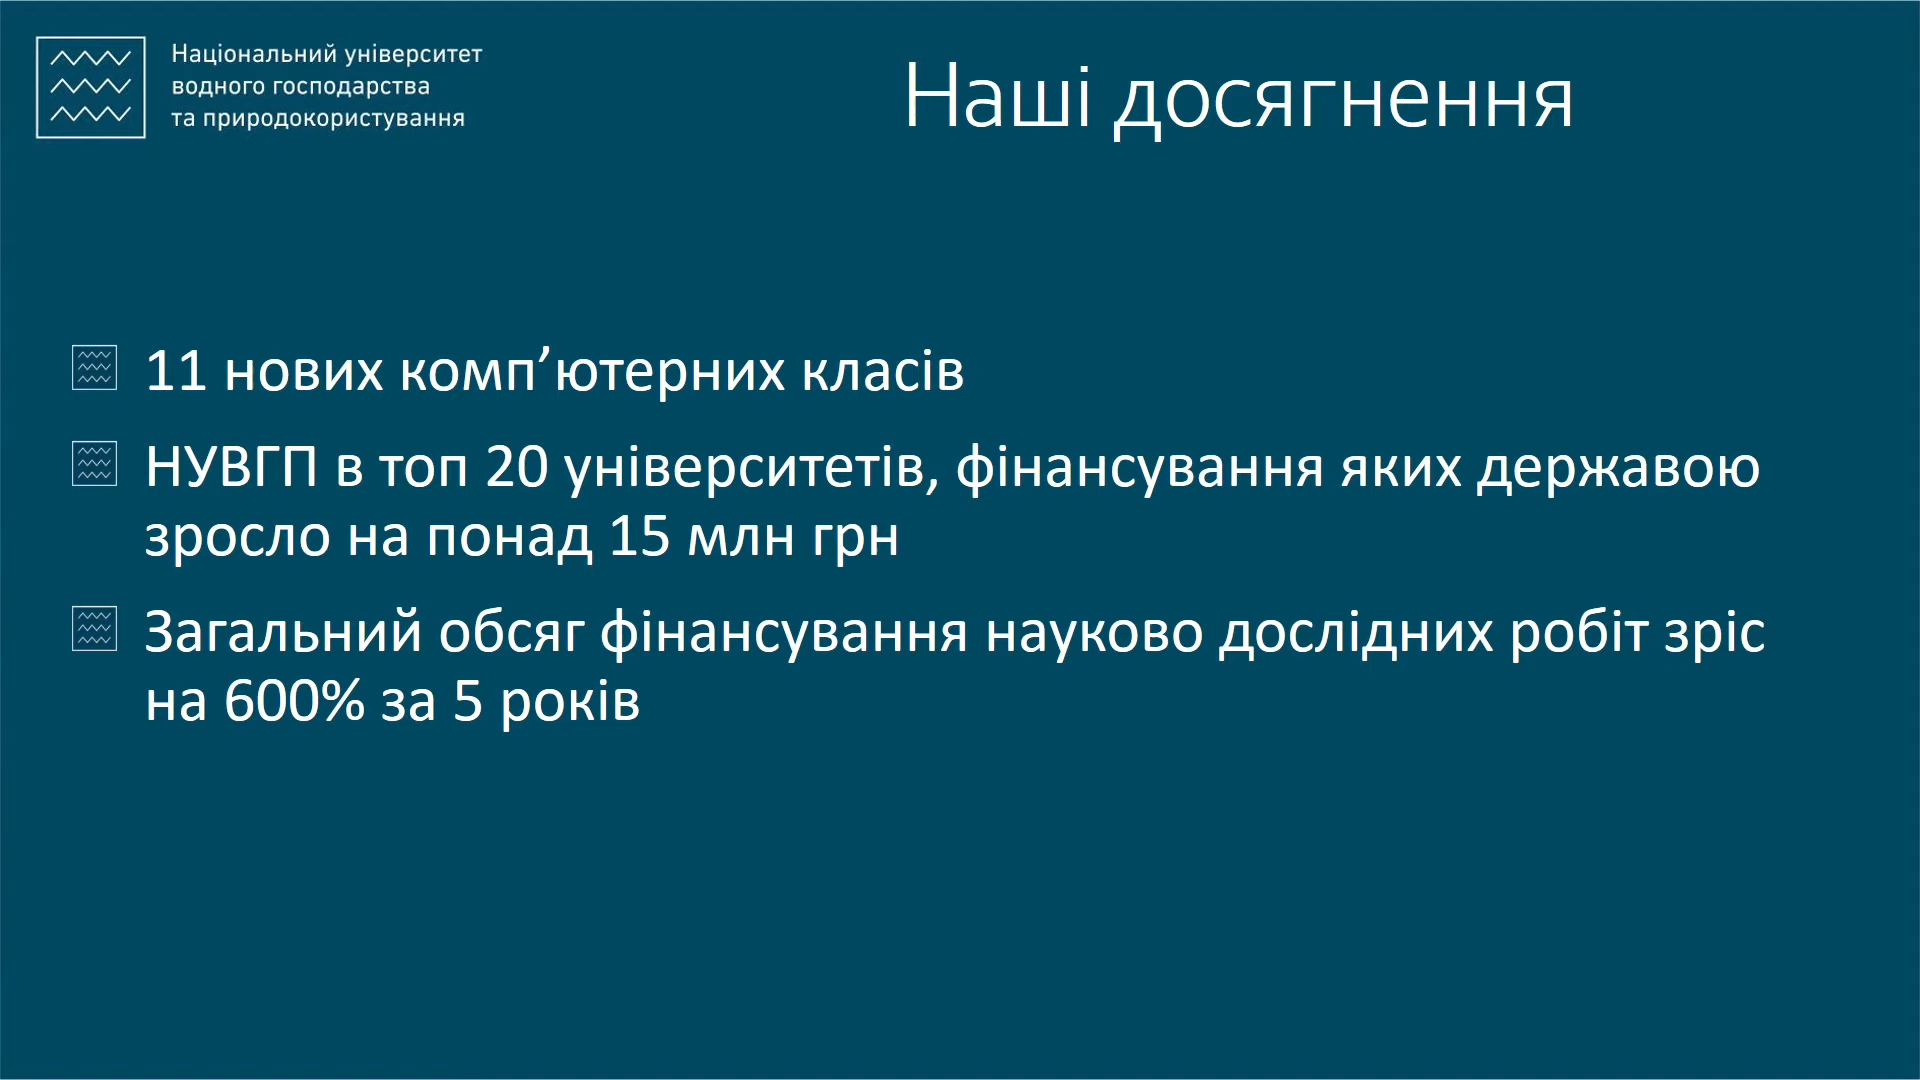 Національний університет
водного господарства
та природокористування
Наші досягнення
11 нових комп’ютерних класів
НУВГП в топ 20 університетів, фінансування яких державою
зросло на понад 15 млн грн
Загальний обсяг фінансування науково дослідних робіт зріс
на 600% за 5 років